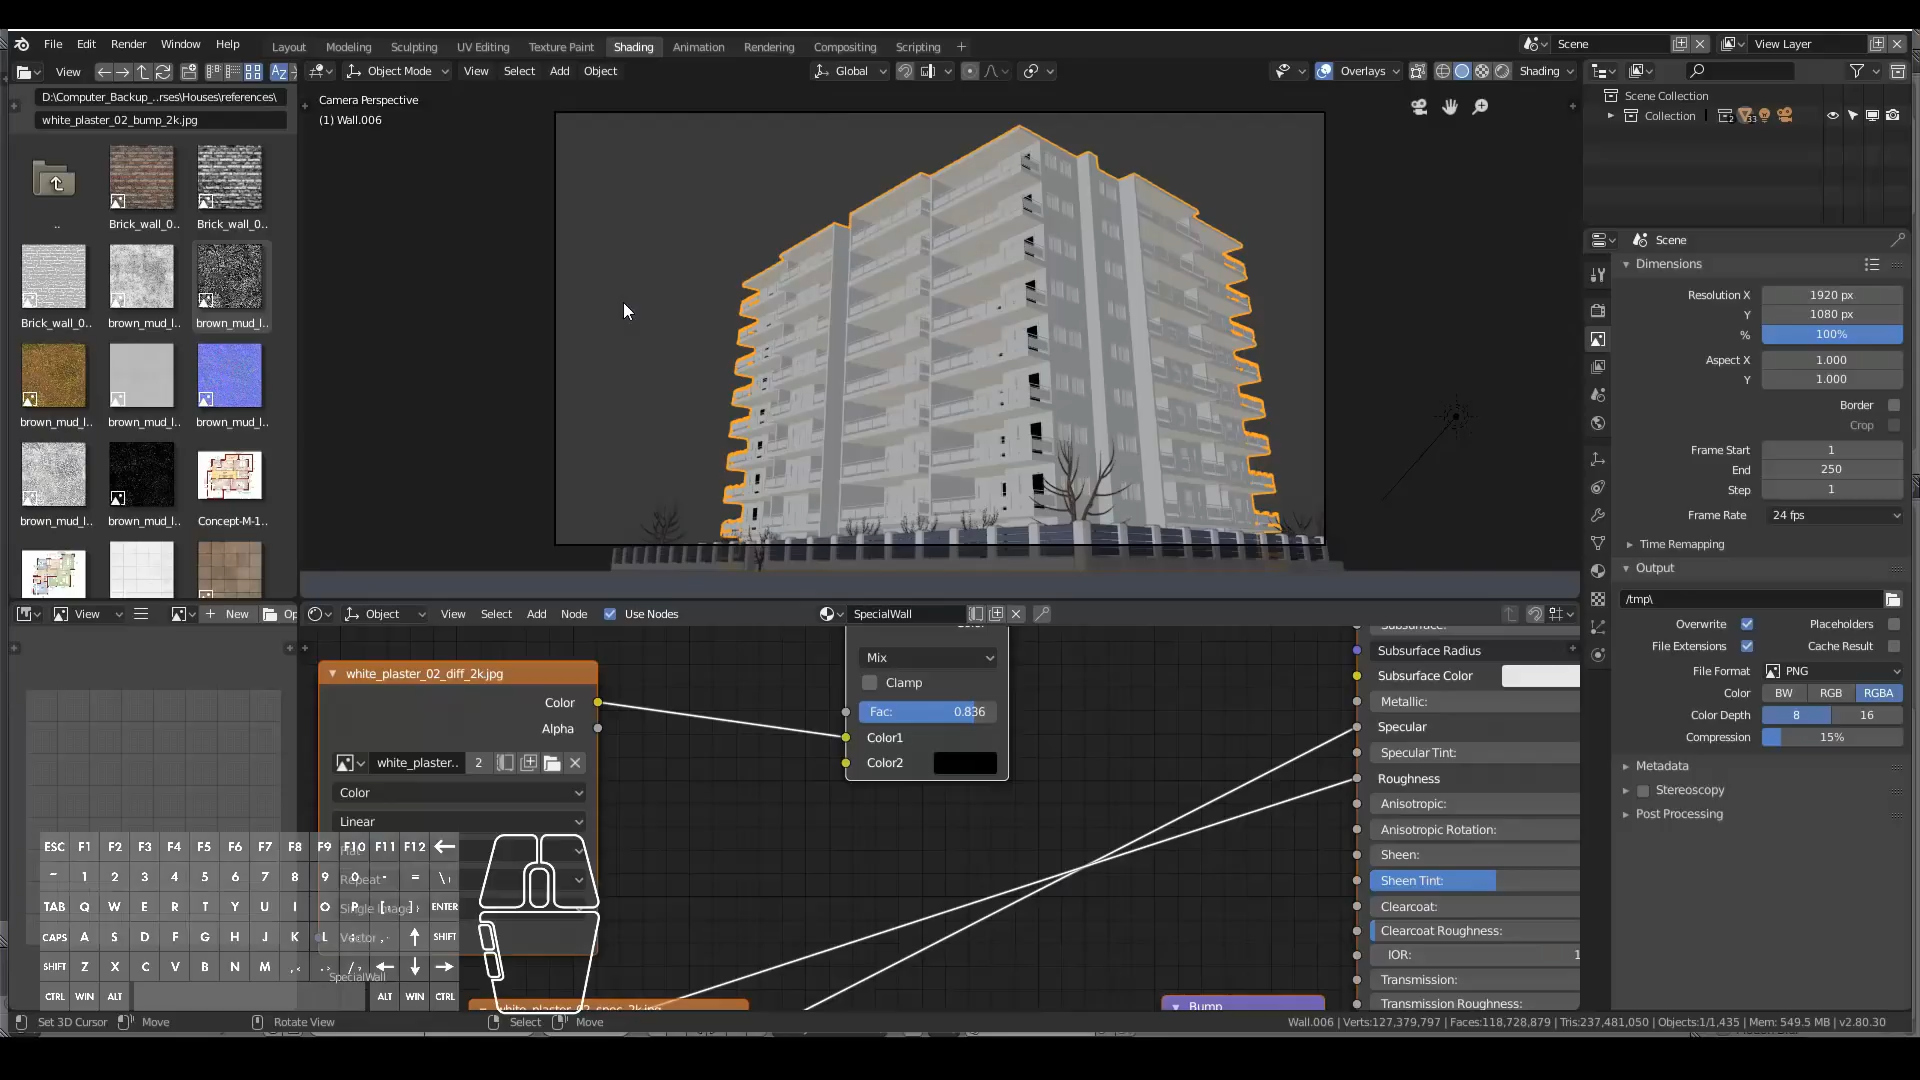 File Edit Render Window Help
Layout Modeling Sculpting UV Editing Texture Paint Shading Animation Rendering Compositing Scripting +
Scene View Layer
View
Object Mode View Select Add Object Global Overlays Shading
D:\Computer_Backup_..rses\Houses\references\
white_plaster_02_bump_2k.jpg
Camera Perspective
(1) Wall.006
Scene Collection
Collection
..
Brick_wall_0..
Brick_wall_0..
Brick_wall_0..
brown_mud_l..
brown_mud_l..
brown_mud_l..
brown_mud_l..
brown_mud_l..
brown_mud_l..
brown_mud_l..
Concept-M-1..
Scene
Dimensions
Resolution X 1920 px
Y 1080 px
% 100%
Aspect X 1.000
Y 1.000
Border
Crop
Frame Start 1
End 250
Step 1
Frame Rate 24 fps
Time Remapping
Output
/tmp\
Overwrite Placeholders
File Extensions Cache Result
File Format PNG
Color BW RGB RGBA
Color Depth 8 16
Compression 15%
Metadata
Stereoscopy
Post Processing
View + New Op
Object View Select Add Node Use Nodes SpecialWall
white_plaster_02_diff_2k.jpg
Color
Alpha
white_plaster.. 2
Color
Linear
Flat
Repeat
Single Image
Vector
SpecialWall
Mix
Clamp
Fac: 0.836
Color1
Color2
white_plaster_02_spec_2k.jpg
Bump
Subsurface:
Subsurface Radius
Subsurface Color
Metallic:
Specular
Specular Tint:
Roughness
Anisotropic:
Anisotropic Rotation:
Sheen:
Sheen Tint:
Clearcoat:
Clearcoat Roughness:
IOR: 1
Transmission:
Transmission Roughness:
ESC F1 F2 F3 F4 F5 F6 F7 F8 F9 F10 F11 F12
~ 1 2 3 4 5 6 7 8 9 0 - = \
TAB Q W E R T Y U I O P [ ] ENTER
CAPS A S D F G H J K L ; , SHIFT
SHIFT Z X C V B N M ,< .> /?
CTRL WIN ALT ALT WIN CTRL
Set 3D Cursor Move Rotate View Select Move
Wall.006 | Verts:127,379,797 | Faces:118,728,879 | Tris:237,481,050 | Objects:1/1,435 | Mem: 549.5 MB | v2.80.30